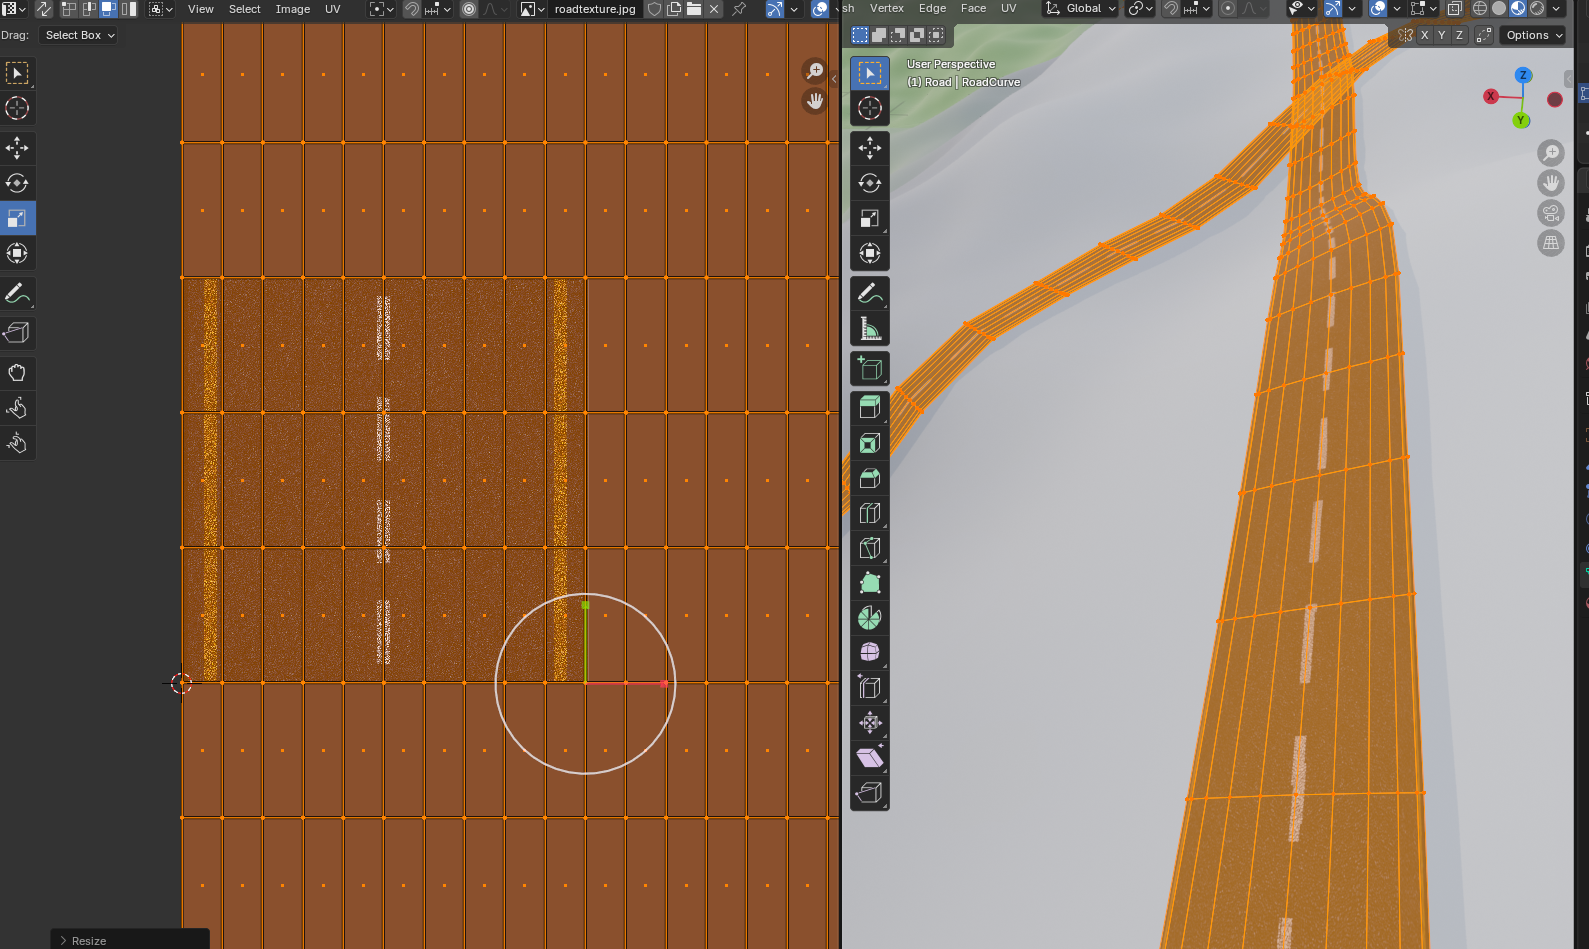 View Select Image UV roadtexture.jpg
Drag: Select Box
Resize
sh Vertex Edge Face UV Global
X Y Z Options
User Perspective
(1) Road | RoadCurve
Z
X
Y